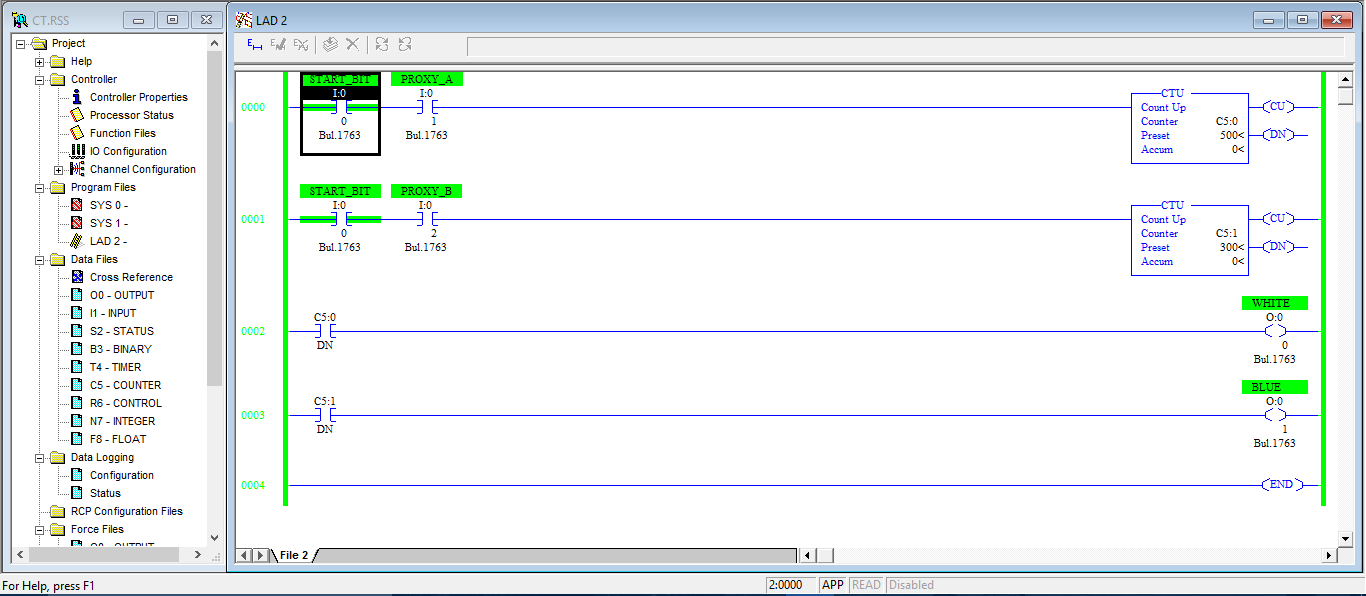 CT.RSS
Project
Help
Controller
Controller Properties
Processor Status
Function Files
IO Configuration
Channel Configuration
Program Files
SYS 0 -
SYS 1 -
LAD 2 -
Data Files
Cross Reference
O0 - OUTPUT
I1 - INPUT
S2 - STATUS
B3 - BINARY
T4 - TIMER
C5 - COUNTER
R6 - CONTROL
N7 - INTEGER
F8 - FLOAT
Data Logging
Configuration
Status
RCP Configuration Files
Force Files
O0 - OUTPUT
LAD 2
START_BIT PROXY_A
I:0 I:0 CTU
0000 Count Up CU
0 1 Counter C5:0
Bul.1763 Bul.1763 Preset 500< DN
Accum 0<
START_BIT PROXY_B
I:0 I:0 CTU
0001 Count Up CU
0 2 Counter C5:1
Bul.1763 Bul.1763 Preset 300< DN
Accum 0<
WHITE
C5:0 O:0
0002
DN 0
Bul.1763
BLUE
C5:1 O:0
0003
DN 1
Bul.1763
0004 END
File 2
For Help, press F1 2:0000 APP READ Disabled